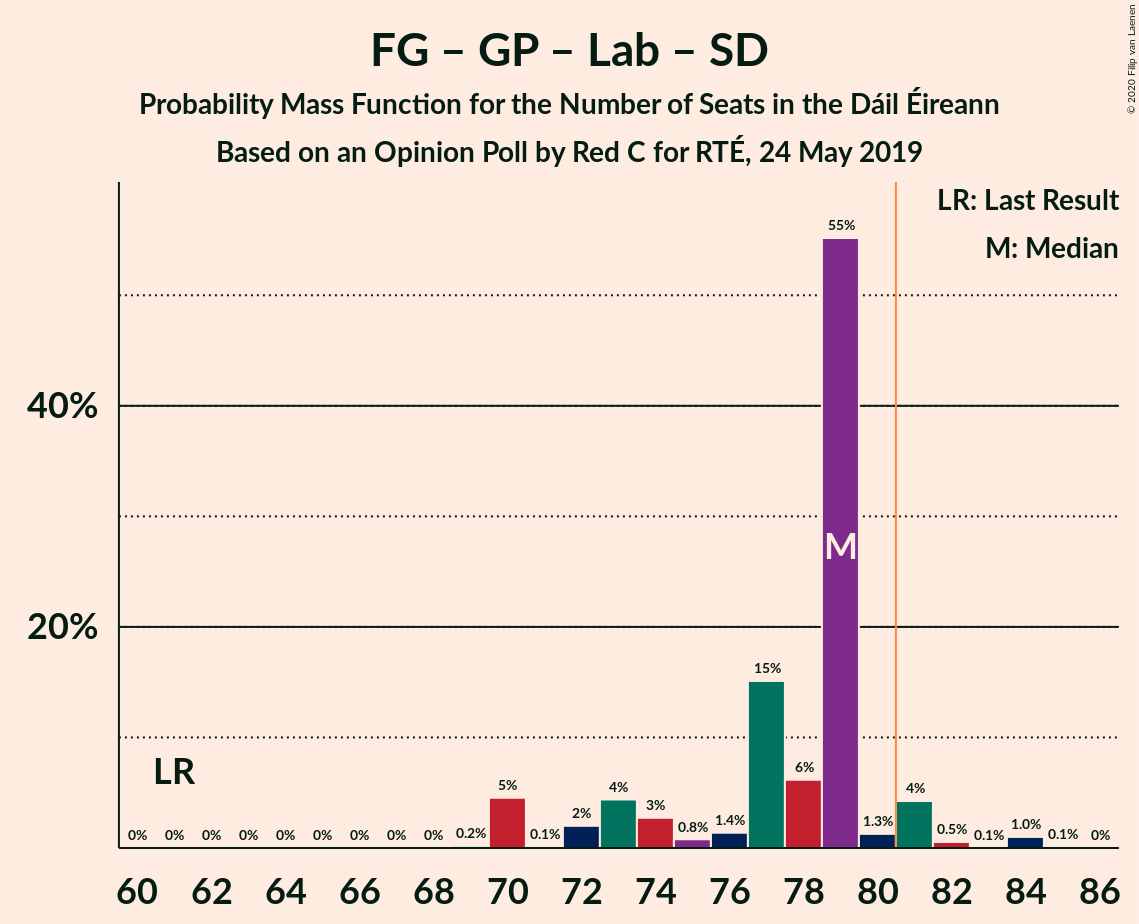 FG – GP – Lab – SD
Probability Mass Function for the Number of Seats in the Dáil Éireann
Based on an Opinion Poll by Red C for RTÉ, 24 May 2019
© 2020 Filip van Laenen
LR: Last Result
M: Median
55%
40%
M
20%
15%
LR
6%
5%
4%
4%
3%
2%
0% 0% 0% 0% 0% 0% 0% 0% 0% 0.2% 0.1% 0.8% 1.4% 1.3% 0.5% 0.1% 1.0% 0.1% 0%
60 62 64 66 68 70 72 74 76 78 80 82 84 86